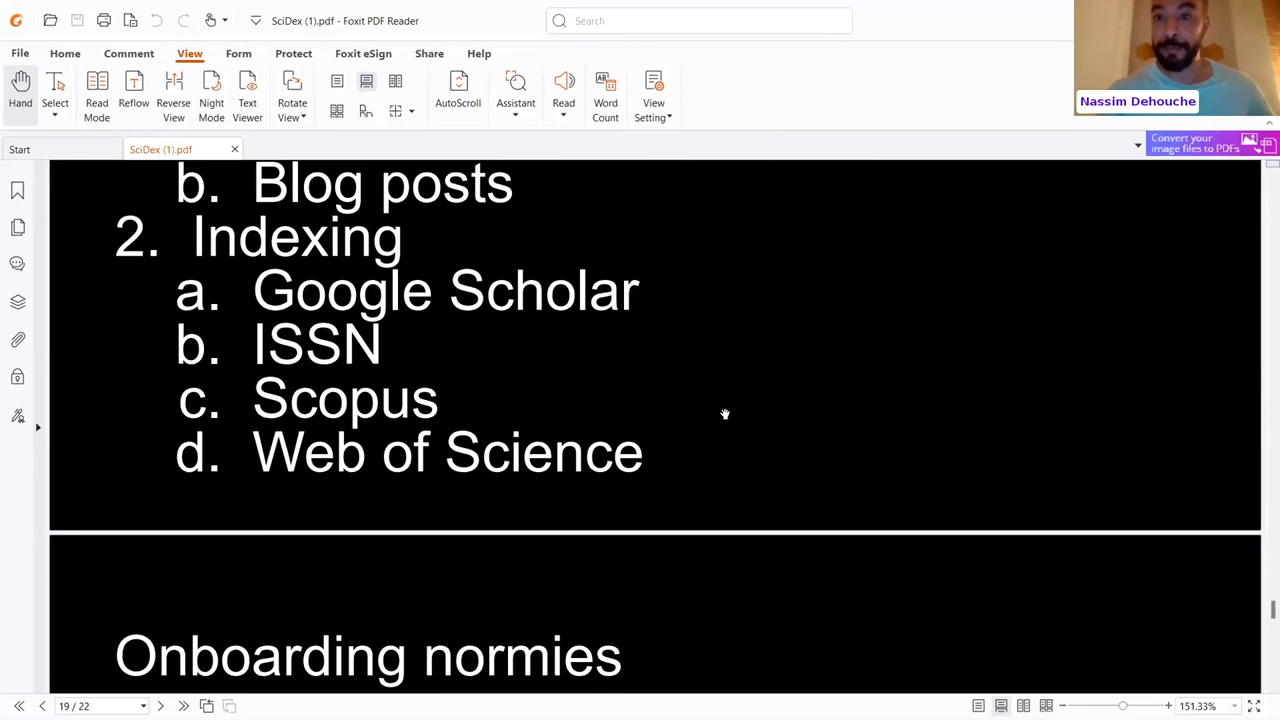 SciDex (1).pdf - Foxit PDF Reader
Search
Nassim Dehouche
File Home Comment View Form Protect Foxit eSign Share Help
Hand
Select
Read Mode
Reflow
Reverse View
Night Mode
Text Viewer
Rotate View
AutoScroll
Assistant
Read
Word Count
View Setting
Start
SciDex (1).pdf
Convert your
image files to PDFs
b. Blog posts
2. Indexing
a. Google Scholar
b. ISSN
c. Scopus
d. Web of Science
Onboarding normies
19 / 22
151.33%